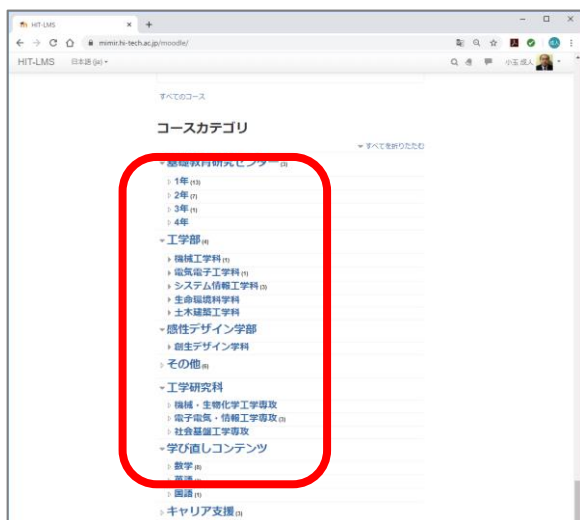 HIT-LMS
mimir.hi-tech.ac.jp/moodle/
HIT-LMS 日本語 (ja)
小玉 成人
すべてのコース
コースカテゴリ
すべてを折りたたむ
基礎教育研究センター (3)
1年 (13)
2年 (7)
3年 (1)
4年
工学部 (4)
機械工学科 (1)
電気電子工学科 (1)
システム情報工学科 (3)
生命環境科学科
土木建築工学科
感性デザイン学部
創生デザイン学科
その他 (6)
工学研究科
機械・生物化学工学専攻
電子電気・情報工学専攻 (3)
社会基盤工学専攻
学び直しコンテンツ
数学 (8)
英語
国語 (1)
キャリア支援 (3)